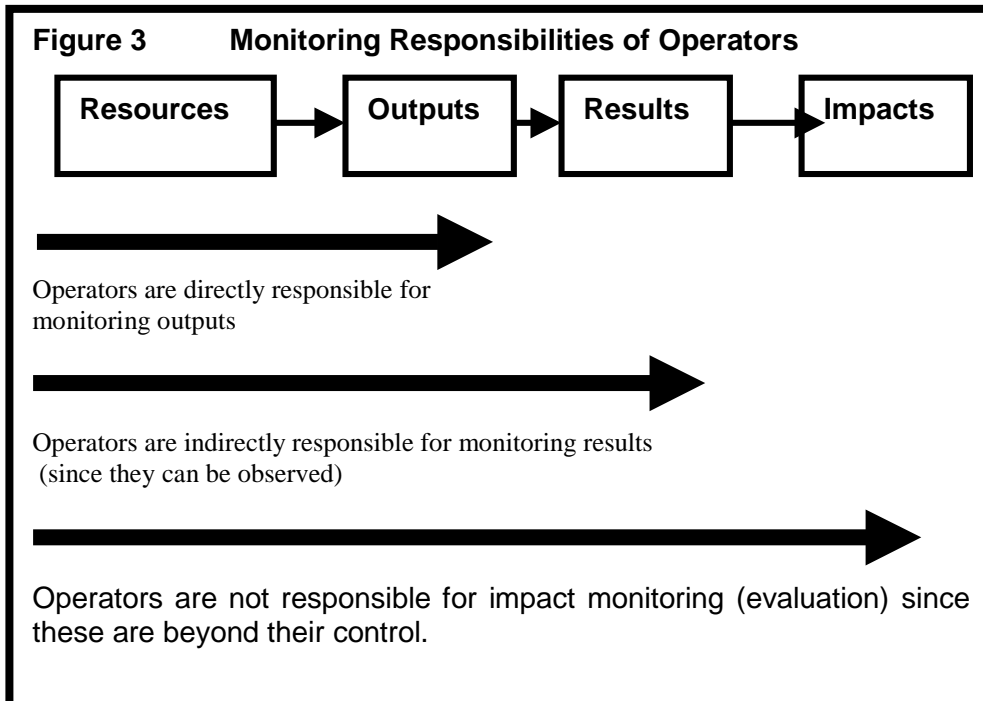 Figure 3 Monitoring Responsibilities of Operators
Resources Outputs Results Impacts
Operators are directly responsible for
monitoring outputs
Operators are indirectly responsible for monitoring results
(since they can be observed)
Operators are not responsible for impact monitoring (evaluation) since
these are beyond their control.